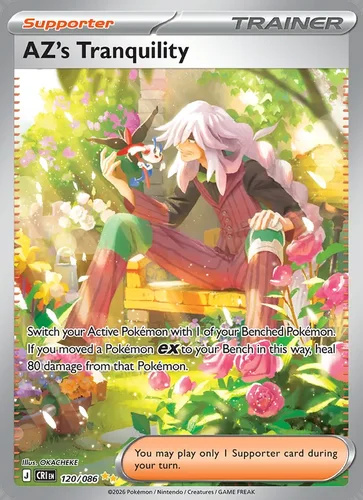 Supporter
TRAINER
AZ's Tranquility
Switch your Active Pokémon with 1 of your Benched Pokémon.
If you moved a Pokémon ex to your Bench in this way, heal
80 damage from that Pokémon.
You may play only 1 Supporter card during
your turn.
Illus. OKACHEKE
J CRI EN 120/086
©2026 Pokémon / Nintendo / Creatures / GAME FREAK